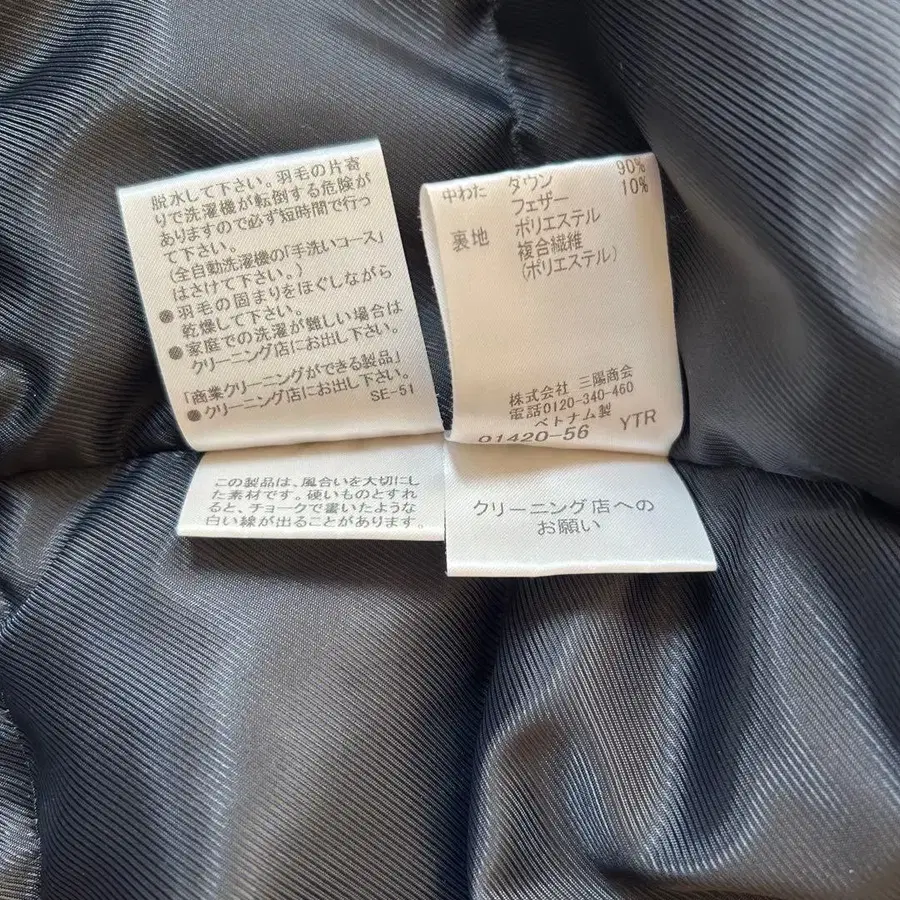 脱水して下さい。羽毛の片寄
りで洗濯機が転倒する危険が
ありますので必ず短時間で行っ
て下さい。
(全自動洗濯機の「手洗いコース」
はさけて下さい。)
●羽毛の固まりをほぐしながら
乾燥して下さい。
●家庭での洗濯が難しい場合は
クリーニング店にお出し下さい。
「商業クリーニングができる製品」
●クリーニング店にお出し下さい。
SE-51
この製品は、風合いを大切にし
た素材です。硬いものとすれ
ると、チョークで書いたような
白い線が出ることがあります。
中わた ダウン 90%
フェザー 10%
裏地 ポリエステル
複合繊維
(ポリエステル)
株式会社 三陽商会
電話0120-340-460
ベトナム製
01420-56 YTR
クリーニング店への
お願い